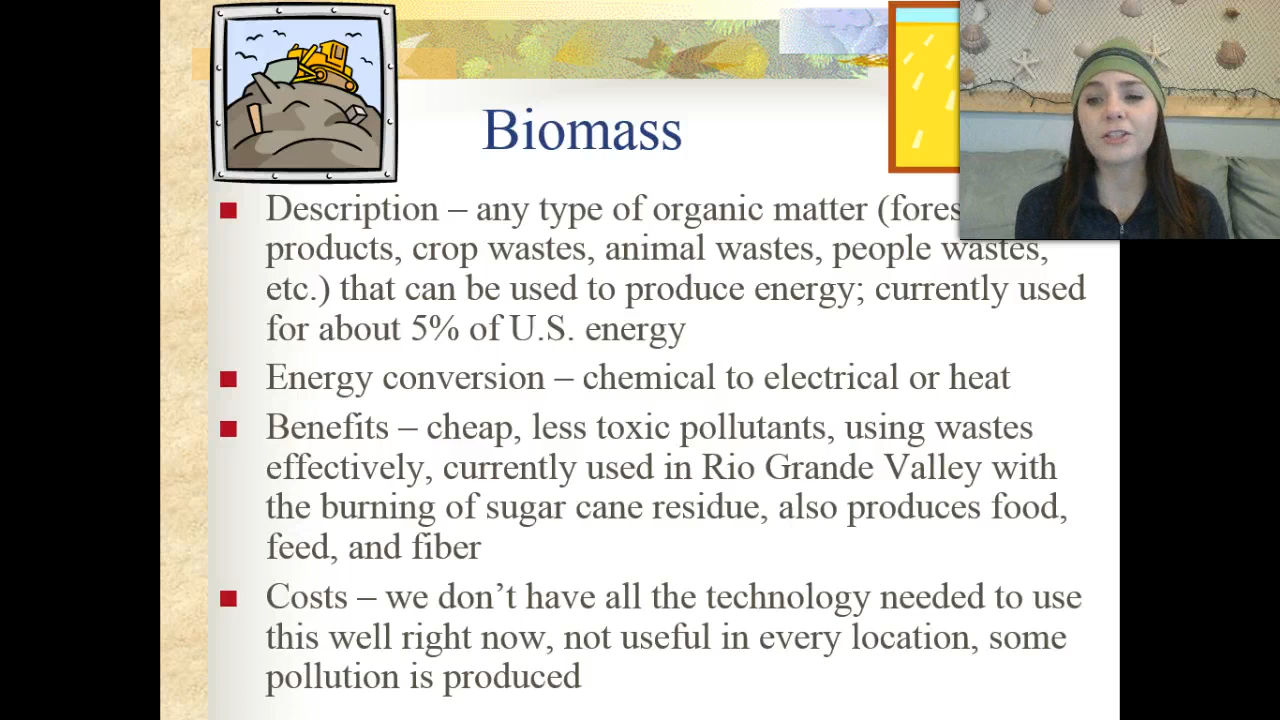 Biomass
Description – any type of organic matter (fores
products, crop wastes, animal wastes, people wastes,
etc.) that can be used to produce energy; currently used
for about 5% of U.S. energy
Energy conversion – chemical to electrical or heat
Benefits – cheap, less toxic pollutants, using wastes
effectively, currently used in Rio Grande Valley with
the burning of sugar cane residue, also produces food,
feed, and fiber
Costs – we don’t have all the technology needed to use
this well right now, not useful in every location, some
pollution is produced